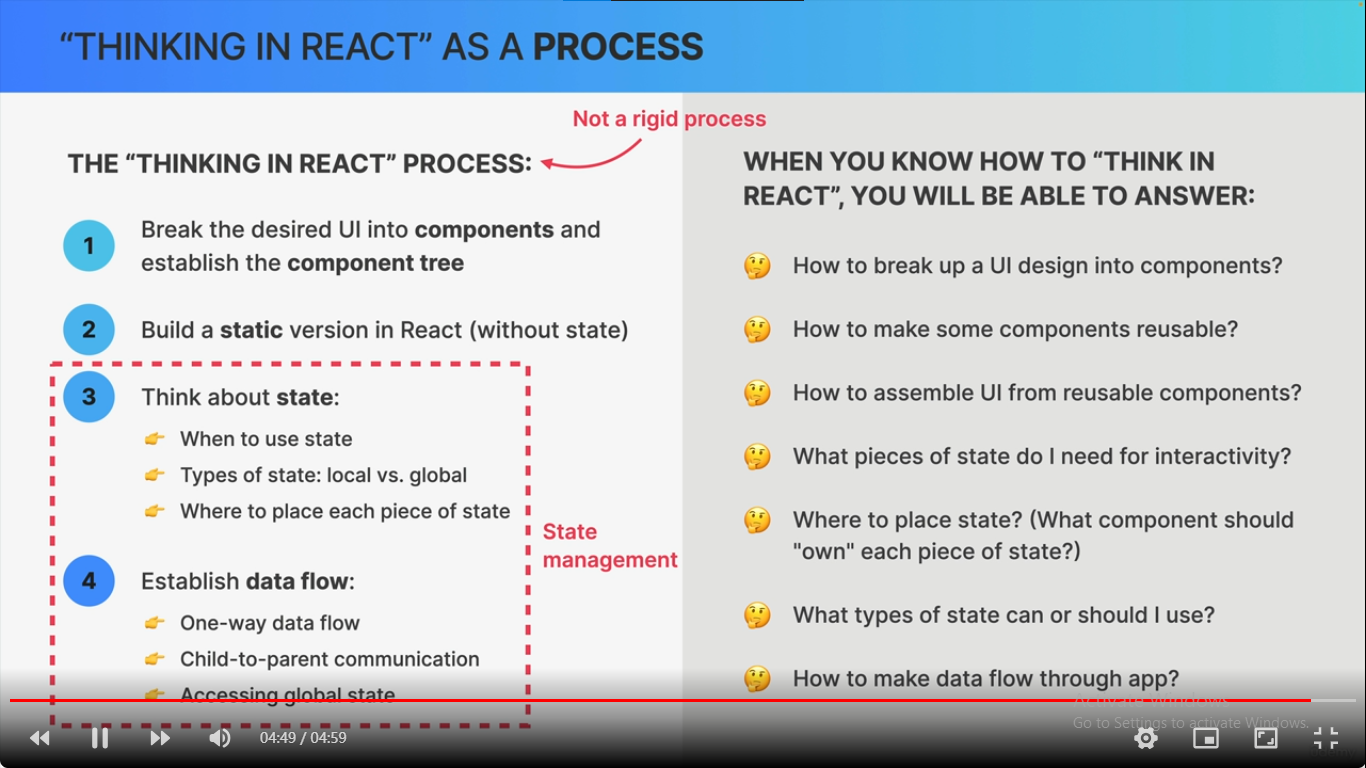 “THINKING IN REACT” AS A PROCESS
Not a rigid process
THE “THINKING IN REACT” PROCESS:
1
Break the desired UI into components and
establish the component tree
2
Build a static version in React (without state)
3
Think about state:
When to use state
Types of state: local vs. global
Where to place each piece of state
State
management
4
Establish data flow:
One-way data flow
Child-to-parent communication
Accessing global state
WHEN YOU KNOW HOW TO “THINK IN
REACT”, YOU WILL BE ABLE TO ANSWER:
How to break up a UI design into components?
How to make some components reusable?
How to assemble UI from reusable components?
What pieces of state do I need for interactivity?
Where to place state? (What component should
"own" each piece of state?)
What types of state can or should I use?
How to make data flow through app?
Activate Windows
Go to Settings to activate Windows.
04:49 / 04:59